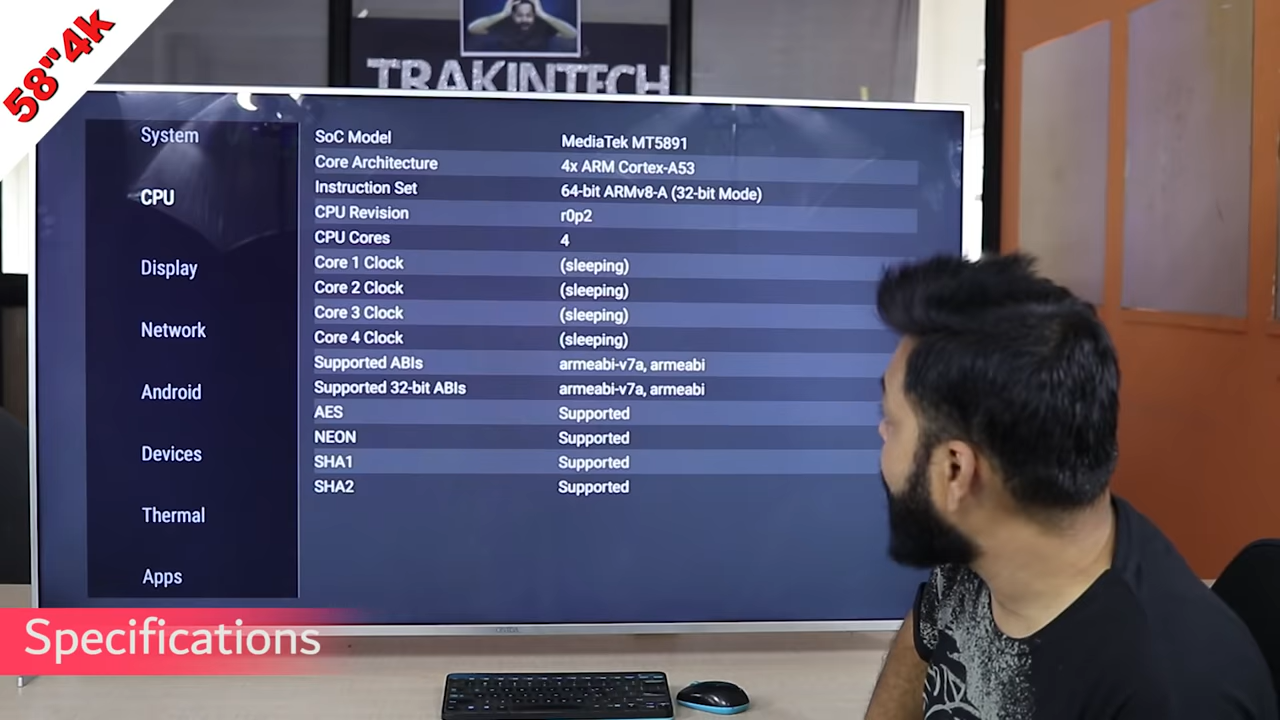 58"4k
TRAKINTECH
System
CPU
Display
Network
Android
Devices
Thermal
Apps
SoC Model MediaTek MT5891
Core Architecture 4x ARM Cortex-A53
Instruction Set 64-bit ARMv8-A (32-bit Mode)
CPU Revision r0p2
CPU Cores 4
Core 1 Clock (sleeping)
Core 2 Clock (sleeping)
Core 3 Clock (sleeping)
Core 4 Clock (sleeping)
Supported ABIs armeabi-v7a, armeabi
Supported 32-bit ABIs armeabi-v7a, armeabi
AES Supported
NEON Supported
SHA1 Supported
SHA2 Supported
Specifications